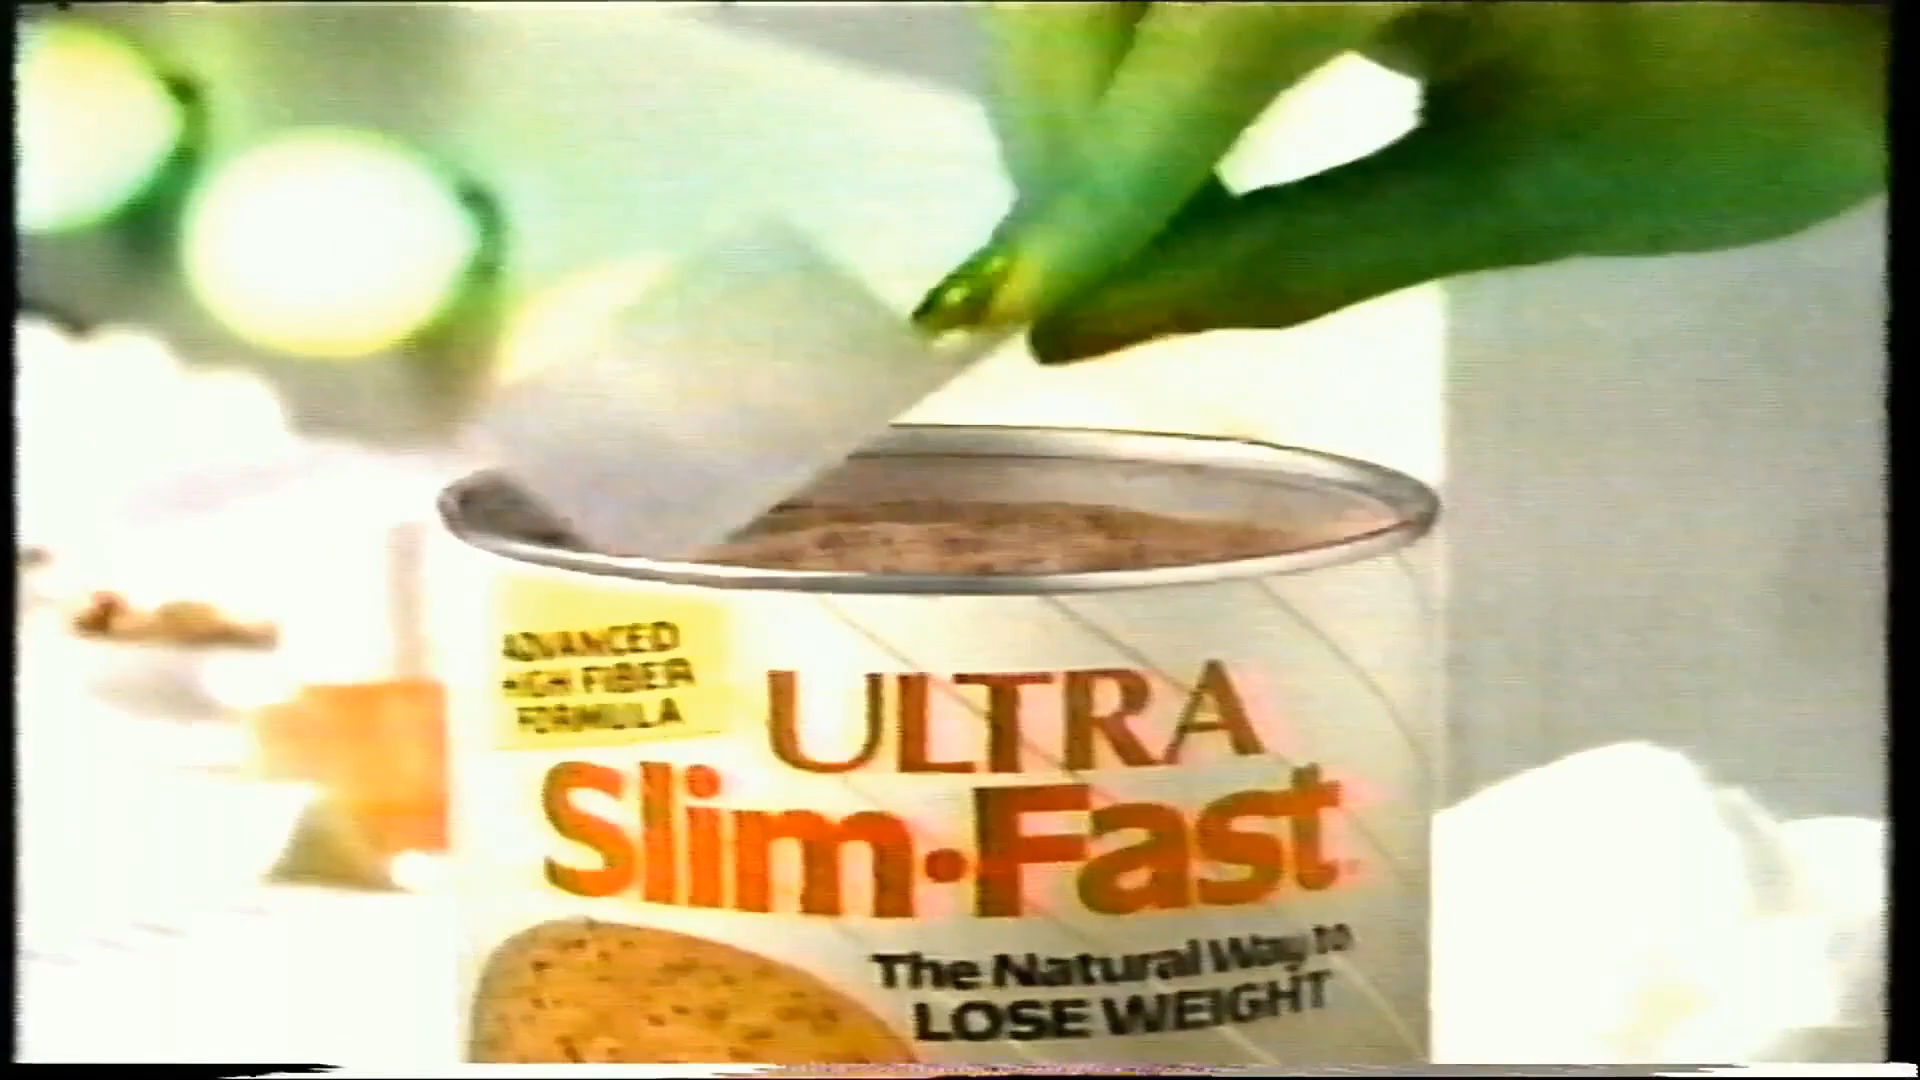 ADVANCED
HIGH FIBER
FORMULA
ULTRA
Slim·Fast
The Natural Way to
LOSE WEIGHT